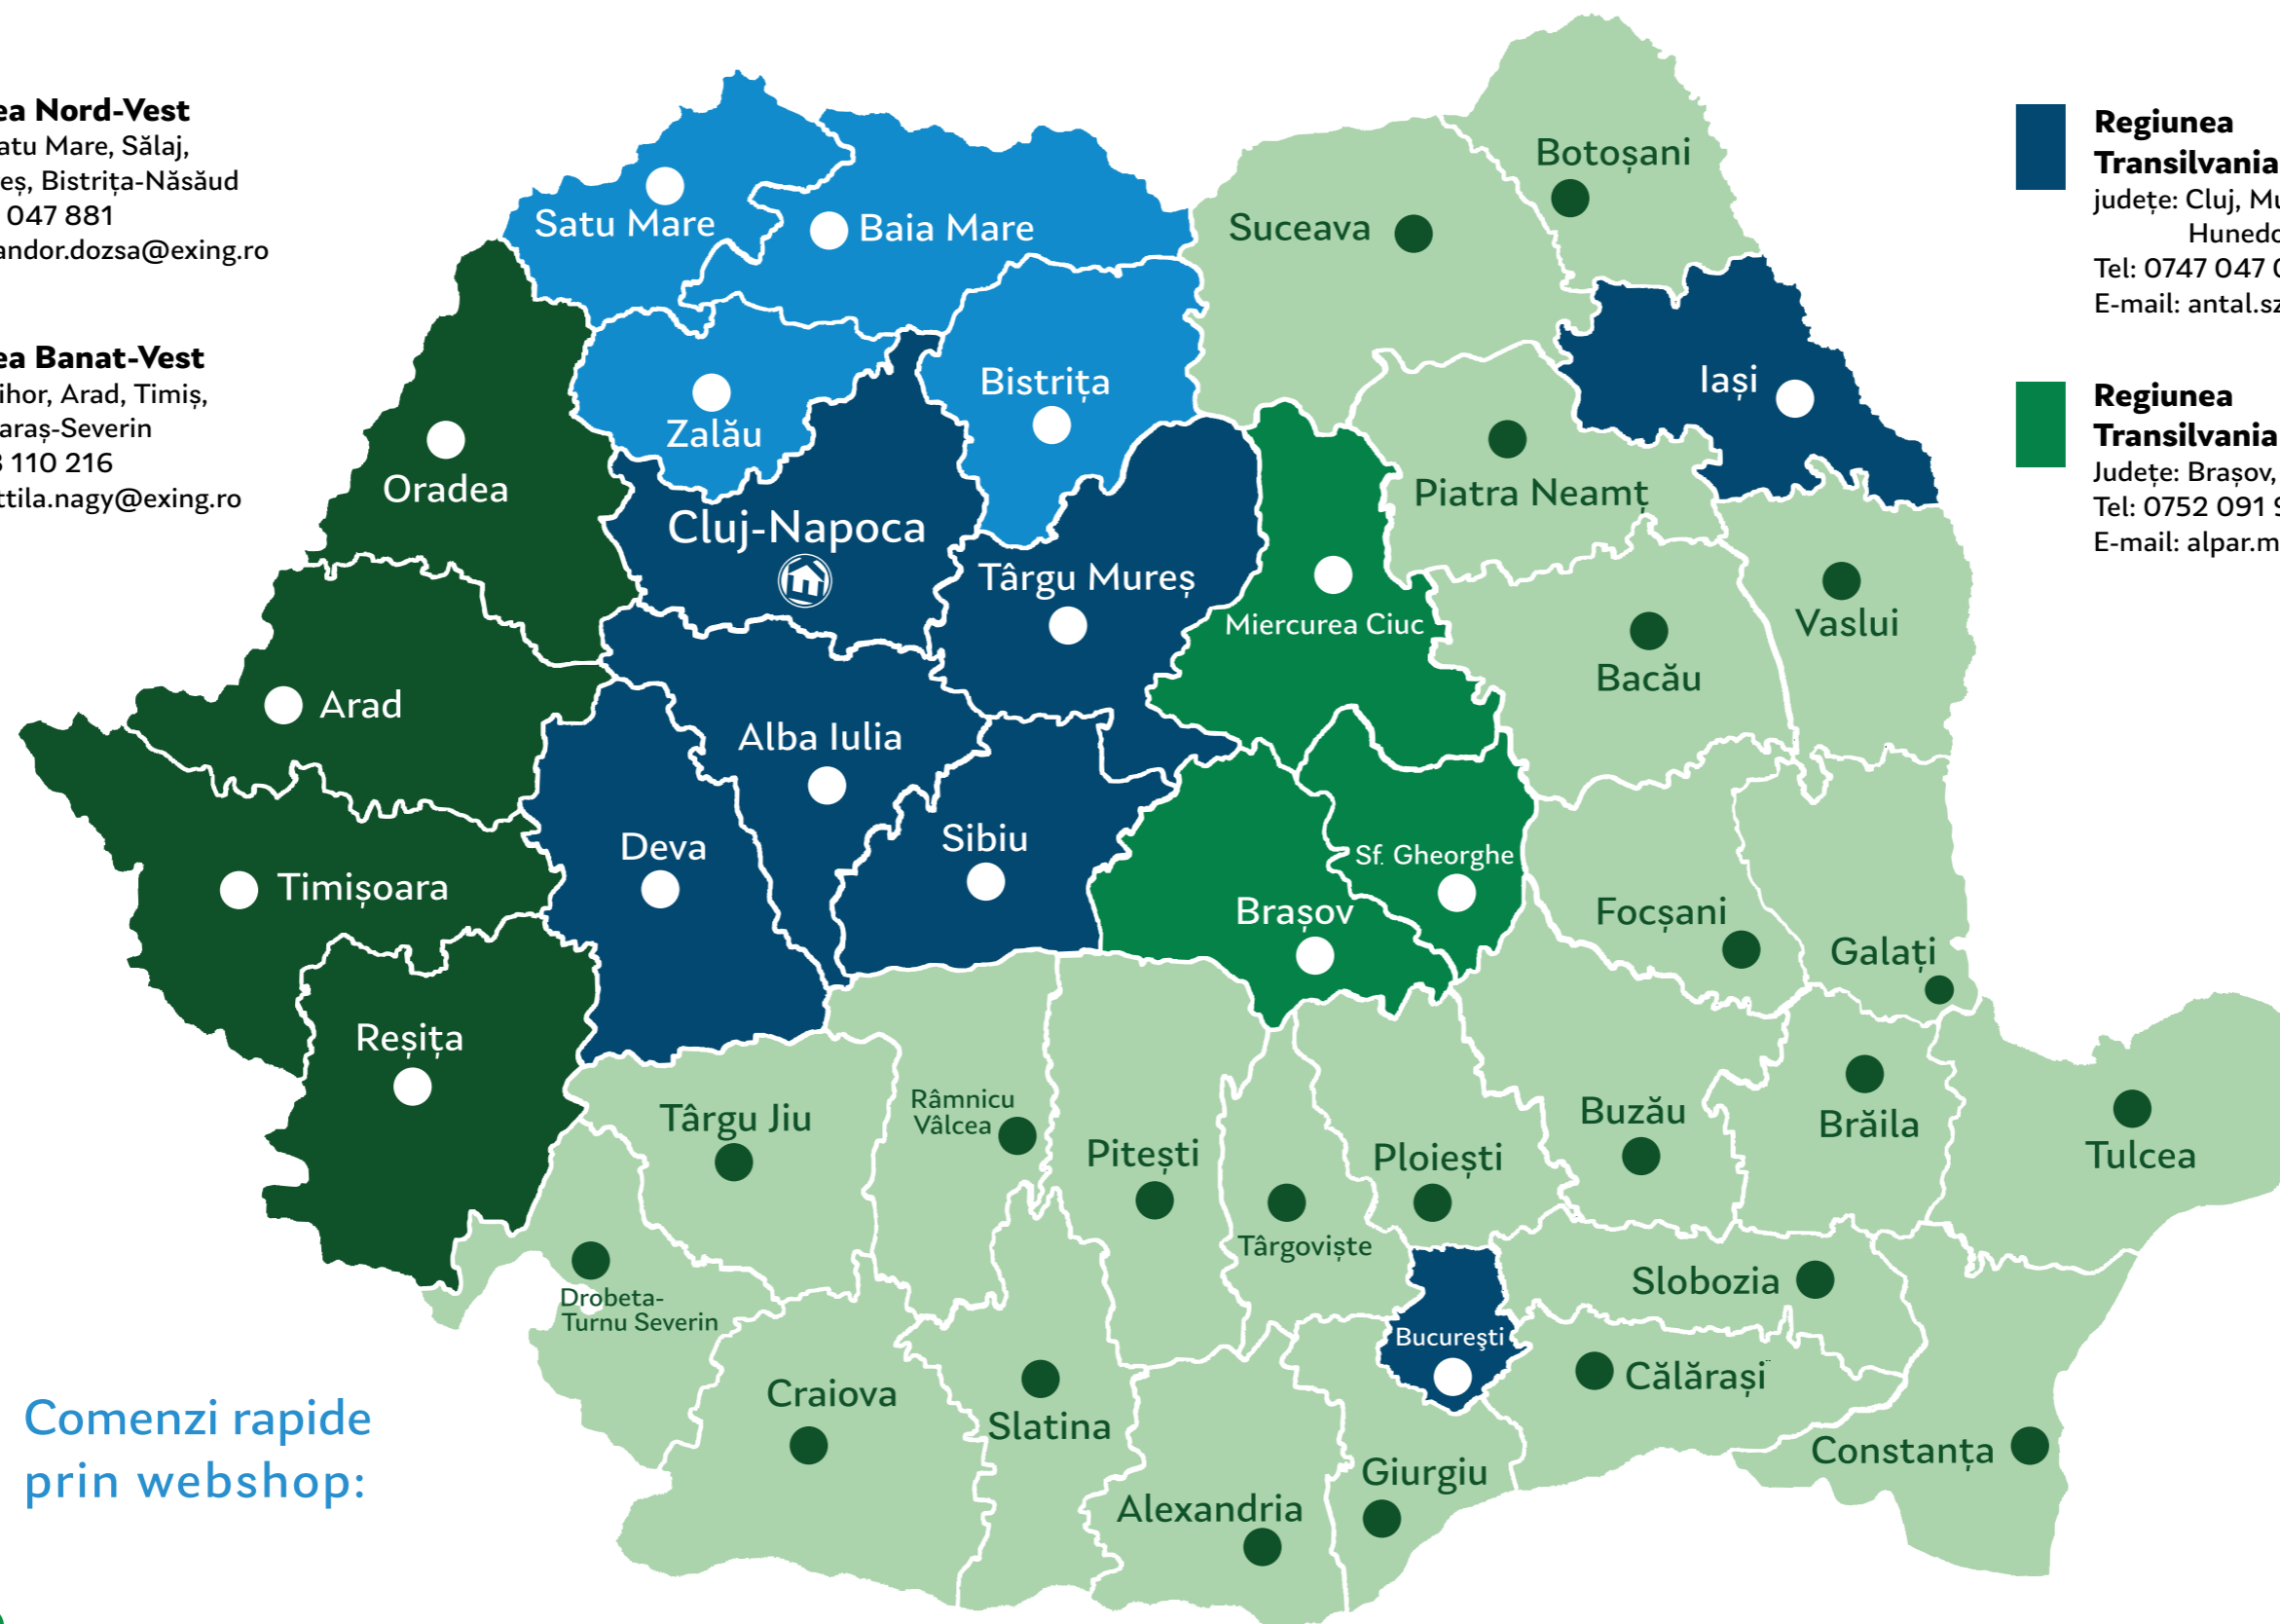 ea Nord-Vest
atu Mare, Sălaj,
eș, Bistrița-Năsăud
047 881
andor.dozsa@exing.ro
ea Banat-Vest
ihor, Arad, Timiș,
araș-Severin
110 216
ttila.nagy@exing.ro
Regiunea
Transilvania
județe: Cluj, Mu
Hunedo
Tel: 0747 047 0
E-mail: antal.sz
Regiunea
Transilvania
Județe: Brașov,
Tel: 0752 091 9
E-mail: alpar.m
Botoșani
Satu Mare
Baia Mare
Suceava
Iași
Bistrița
Zalău
Oradea
Piatra Neamț
Cluj-Napoca
Târgu Mureș
Miercurea Ciuc
Vaslui
Bacău
Arad
Alba Iulia
Deva
Sibiu
Sf. Gheorghe
Timișoara
Brașov
Focșani
Galați
Reșița
Râmnicu
Vâlcea
Târgu Jiu
Pitești
Ploiești
Buzău
Brăila
Tulcea
Târgoviște
Slobozia
Drobeta-
Turnu Severin
Bucureşti
Călărași
Craiova
Slatina
Constanța
Giurgiu
Alexandria
Comenzi rapide
prin webshop: